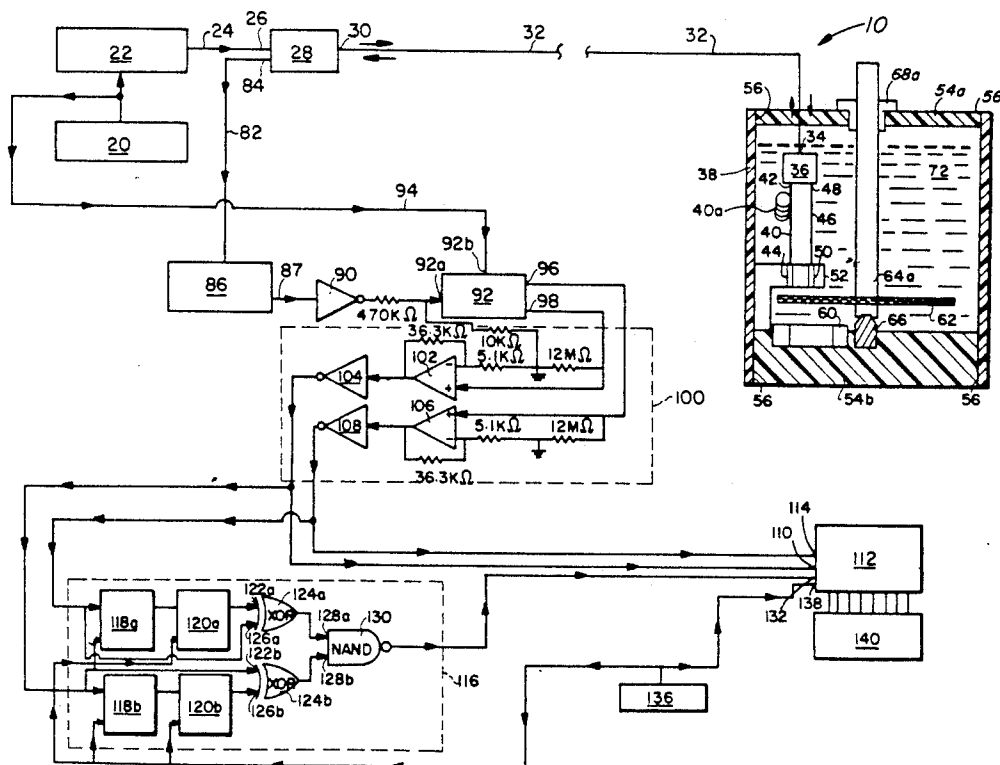 10
24
26
30
22
28
32
32
84
68a
56
54a
56
20
82
34
38
36
72
42
48
94
40a
46
40
92b
90
92a
96
44
50
52
86
87
92
98
64a
470KΩ
60
66
62
36.3KΩ
10KΩ
5.1KΩ
12MΩ
102
104
56
54b
56
106
100
108
5.1KΩ
12MΩ
36.3KΩ
114
110
112
122a
124a
132
138
118a
120a
XOR
128a
130
126a
NAND
122b
140
XOR
128b
116
118b
120b
124b
126b
136